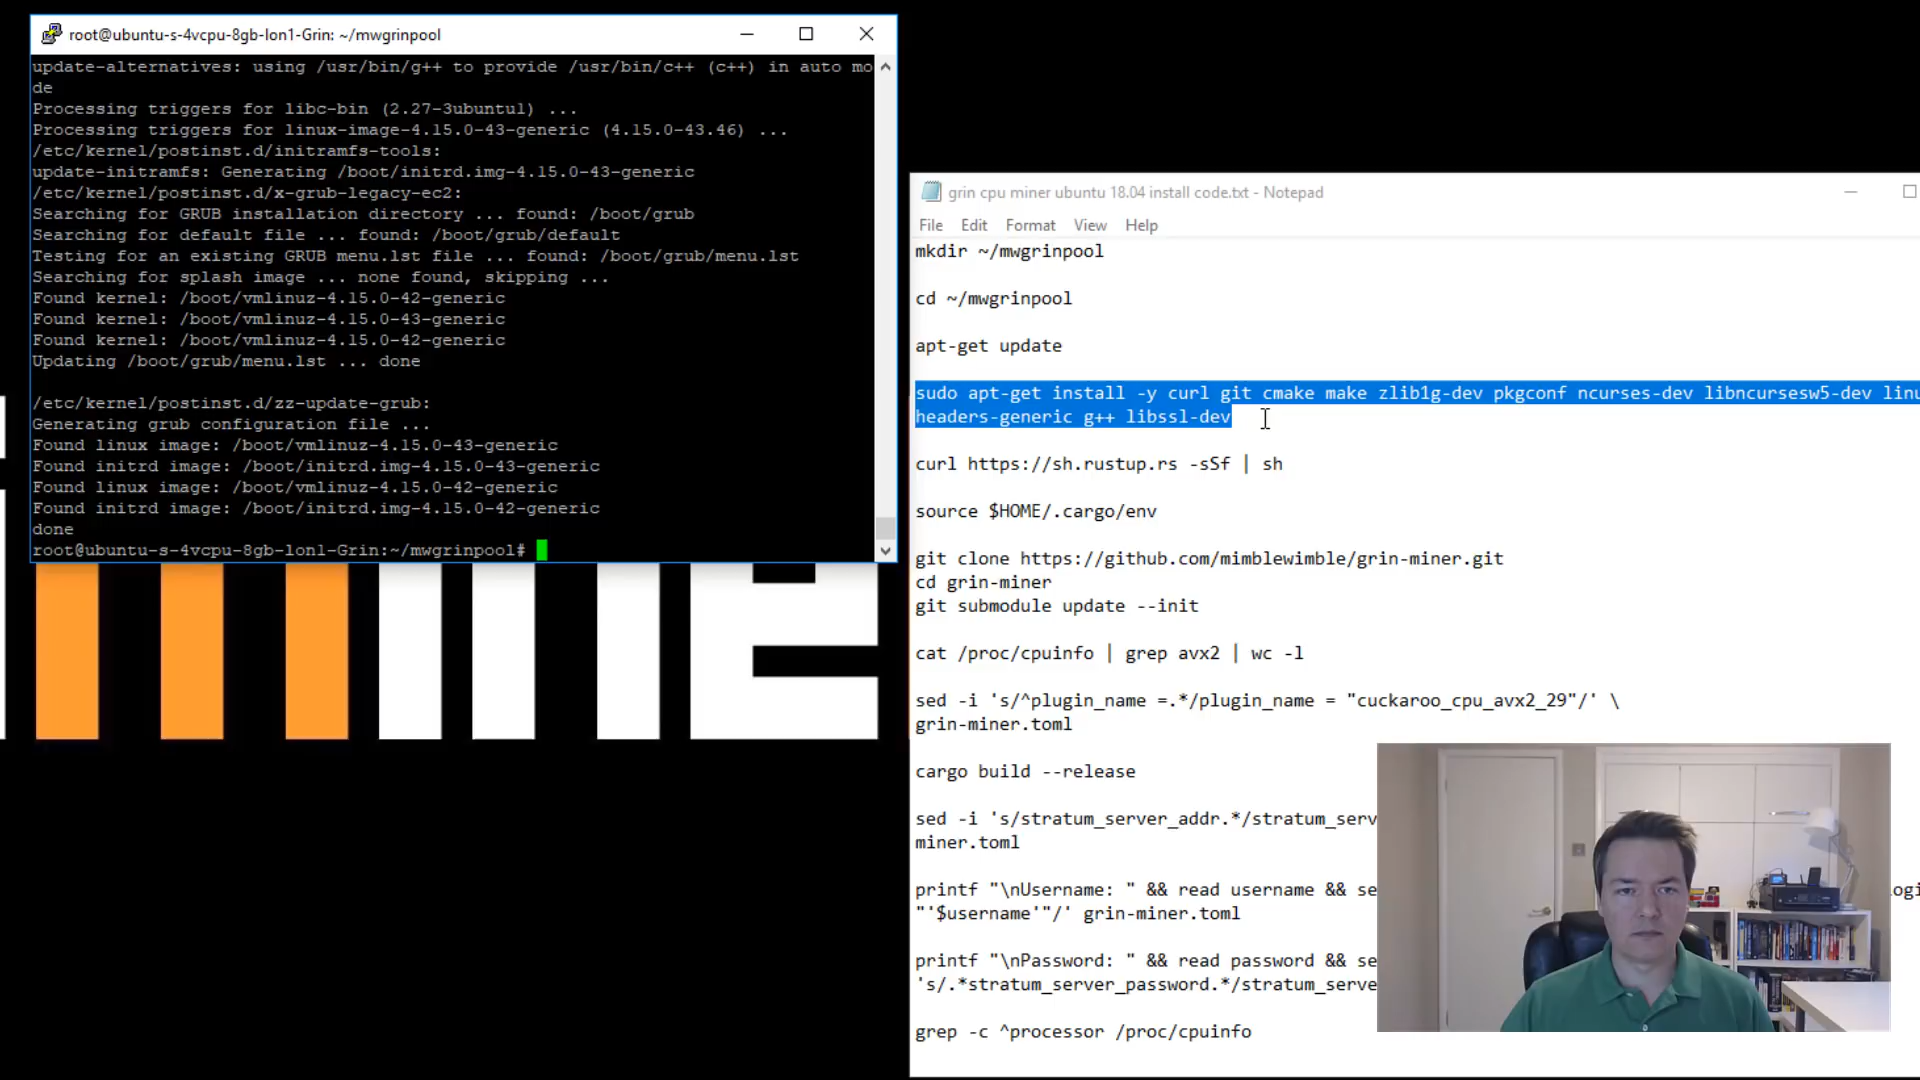 root@ubuntu-s-4vcpu-8gb-lon1-Grin: ~/mwgrinpool
update-alternatives: using /usr/bin/g++ to provide /usr/bin/c++ (c++) in auto mo
de
Processing triggers for libc-bin (2.27-3ubuntu1) ...
Processing triggers for linux-image-4.15.0-43-generic (4.15.0-43.46) ...
/etc/kernel/postinst.d/initramfs-tools:
update-initramfs: Generating /boot/initrd.img-4.15.0-43-generic
/etc/kernel/postinst.d/x-grub-legacy-ec2:
Searching for GRUB installation directory ... found: /boot/grub
Searching for default file ... found: /boot/grub/default
Testing for an existing GRUB menu.lst file ... found: /boot/grub/menu.lst
Searching for splash image ... none found, skipping ...
Found kernel: /boot/vmlinuz-4.15.0-42-generic
Found kernel: /boot/vmlinuz-4.15.0-43-generic
Found kernel: /boot/vmlinuz-4.15.0-42-generic
Updating /boot/grub/menu.lst ... done
/etc/kernel/postinst.d/zz-update-grub:
Generating grub configuration file ...
Found linux image: /boot/vmlinuz-4.15.0-43-generic
Found initrd image: /boot/initrd.img-4.15.0-43-generic
Found linux image: /boot/vmlinuz-4.15.0-42-generic
Found initrd image: /boot/initrd.img-4.15.0-42-generic
done
root@ubuntu-s-4vcpu-8gb-lon1-Grin:~/mwgrinpool#
grin cpu miner ubuntu 18.04 install code.txt - Notepad
File Edit Format View Help
mkdir ~/mwgrinpool
cd ~/mwgrinpool
apt-get update
sudo apt-get install -y curl git cmake make zlib1g-dev pkgconf ncurses-dev libncursesw5-dev linu
headers-generic g++ libssl-dev
curl https://sh.rustup.rs -sSf | sh
source $HOME/.cargo/env
git clone https://github.com/mimblewimble/grin-miner.git
cd grin-miner
git submodule update --init
cat /proc/cpuinfo | grep avx2 | wc -l
sed -i 's/^plugin_name =.*/plugin_name = "cuckaroo_cpu_avx2_29"/' \
grin-miner.toml
cargo build --release
sed -i 's/stratum_server_addr.*/stratum_serv
miner.toml
printf "\nUsername: " && read username && se ogi
"'$username'"/' grin-miner.toml
printf "\nPassword: " && read password && se
's/.*stratum_server_password.*/stratum_serve
grep -c ^processor /proc/cpuinfo